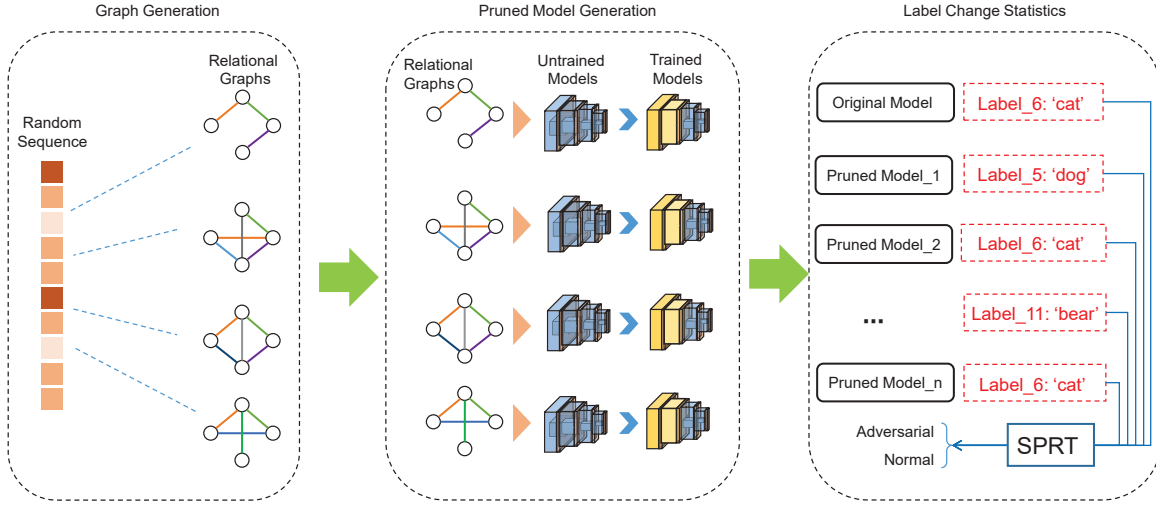 Graph Generation
Pruned Model Generation
Label Change Statistics
Relational
Graphs
Random
Sequence
Relational
Graphs
Untrained
Models
Trained
Models
Original Model
Label_6: ‘cat’
Pruned Model_1
Label_5: ‘dog’
Pruned Model_2
Label_6: ‘cat’
...
Label_11: ‘bear’
Pruned Model_n
Label_6: ‘cat’
Adversarial
Normal
SPRT